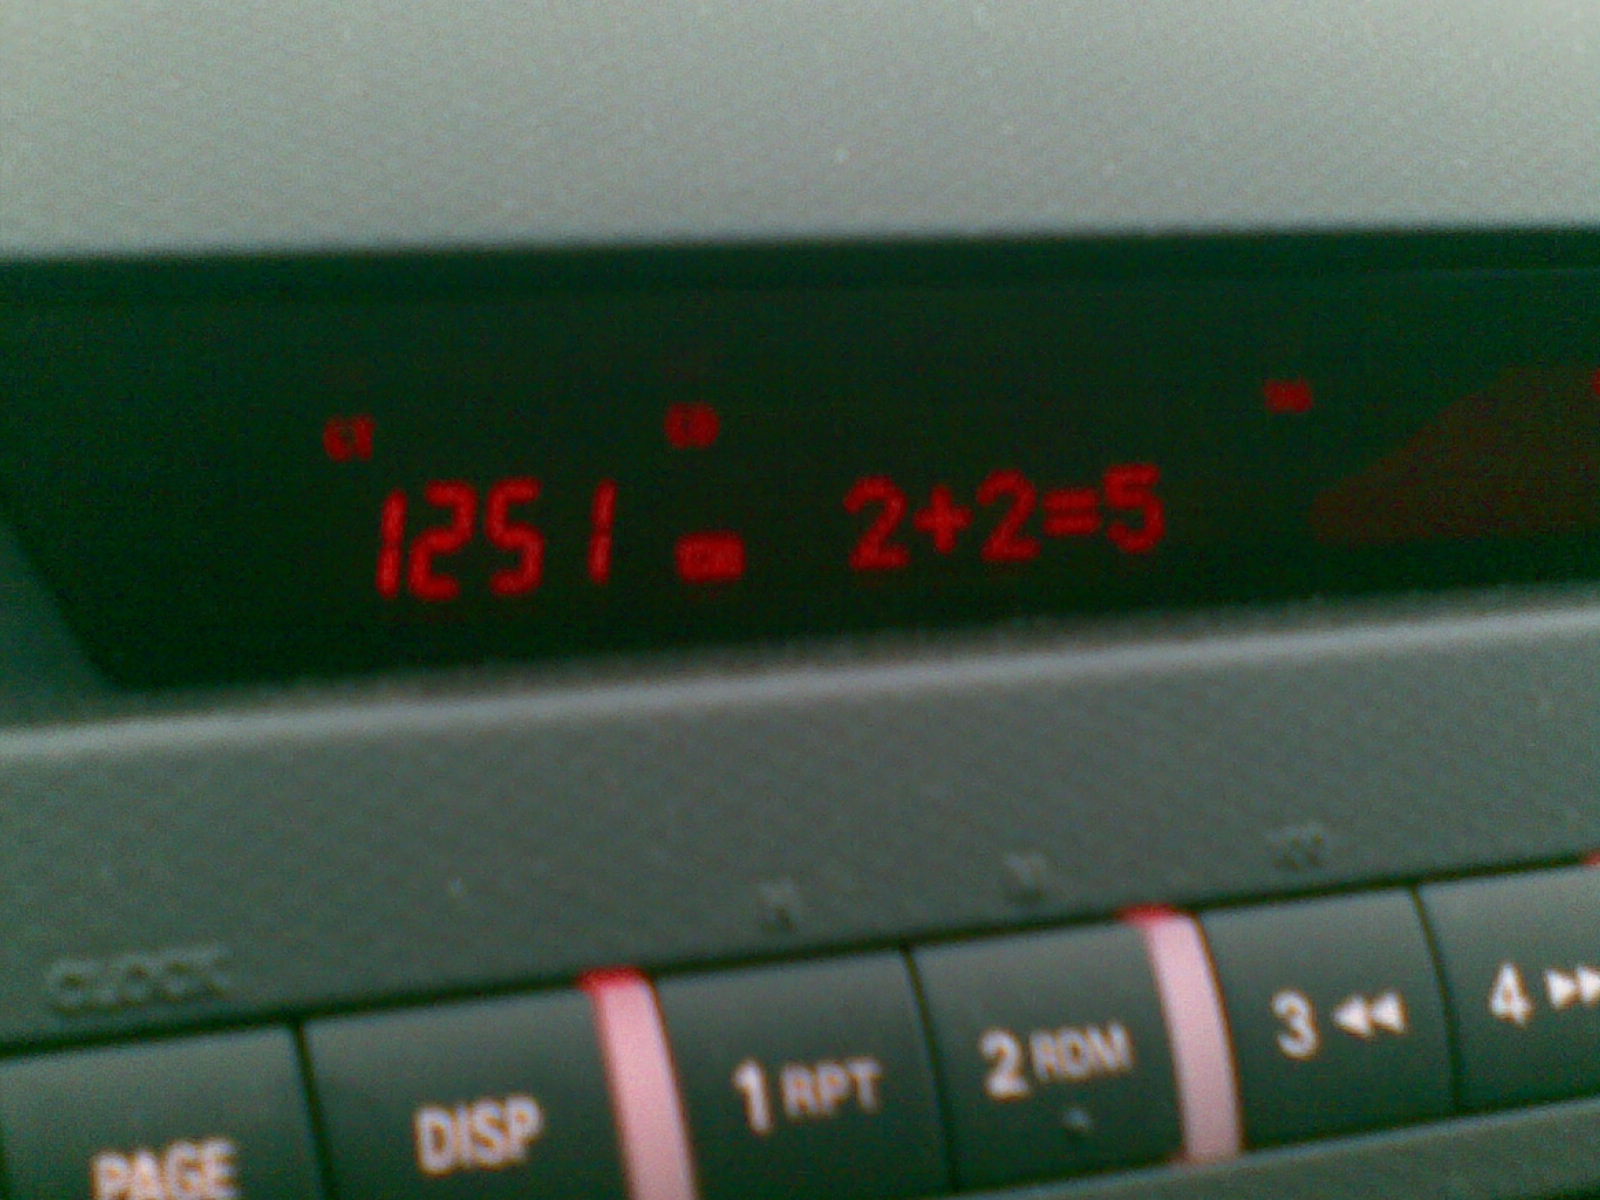 1251 2+2=5
CLOCK
PAGE DISP 1 RPT 2 RDM 3 ◀◀ 4 ▶▶